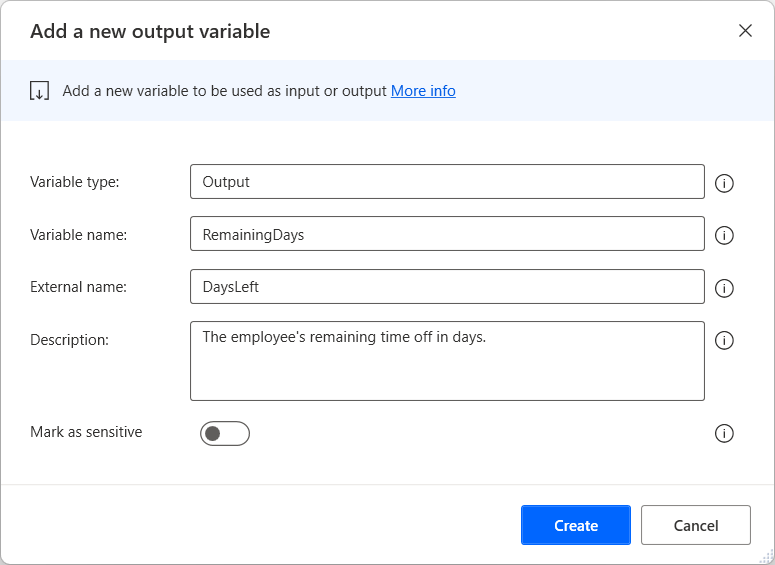 Add a new output variable
Add a new variable to be used as input or output More info
Variable type:
Output
Variable name:
RemainingDays
External name:
DaysLeft
Description:
The employee's remaining time off in days.
Mark as sensitive
Create
Cancel